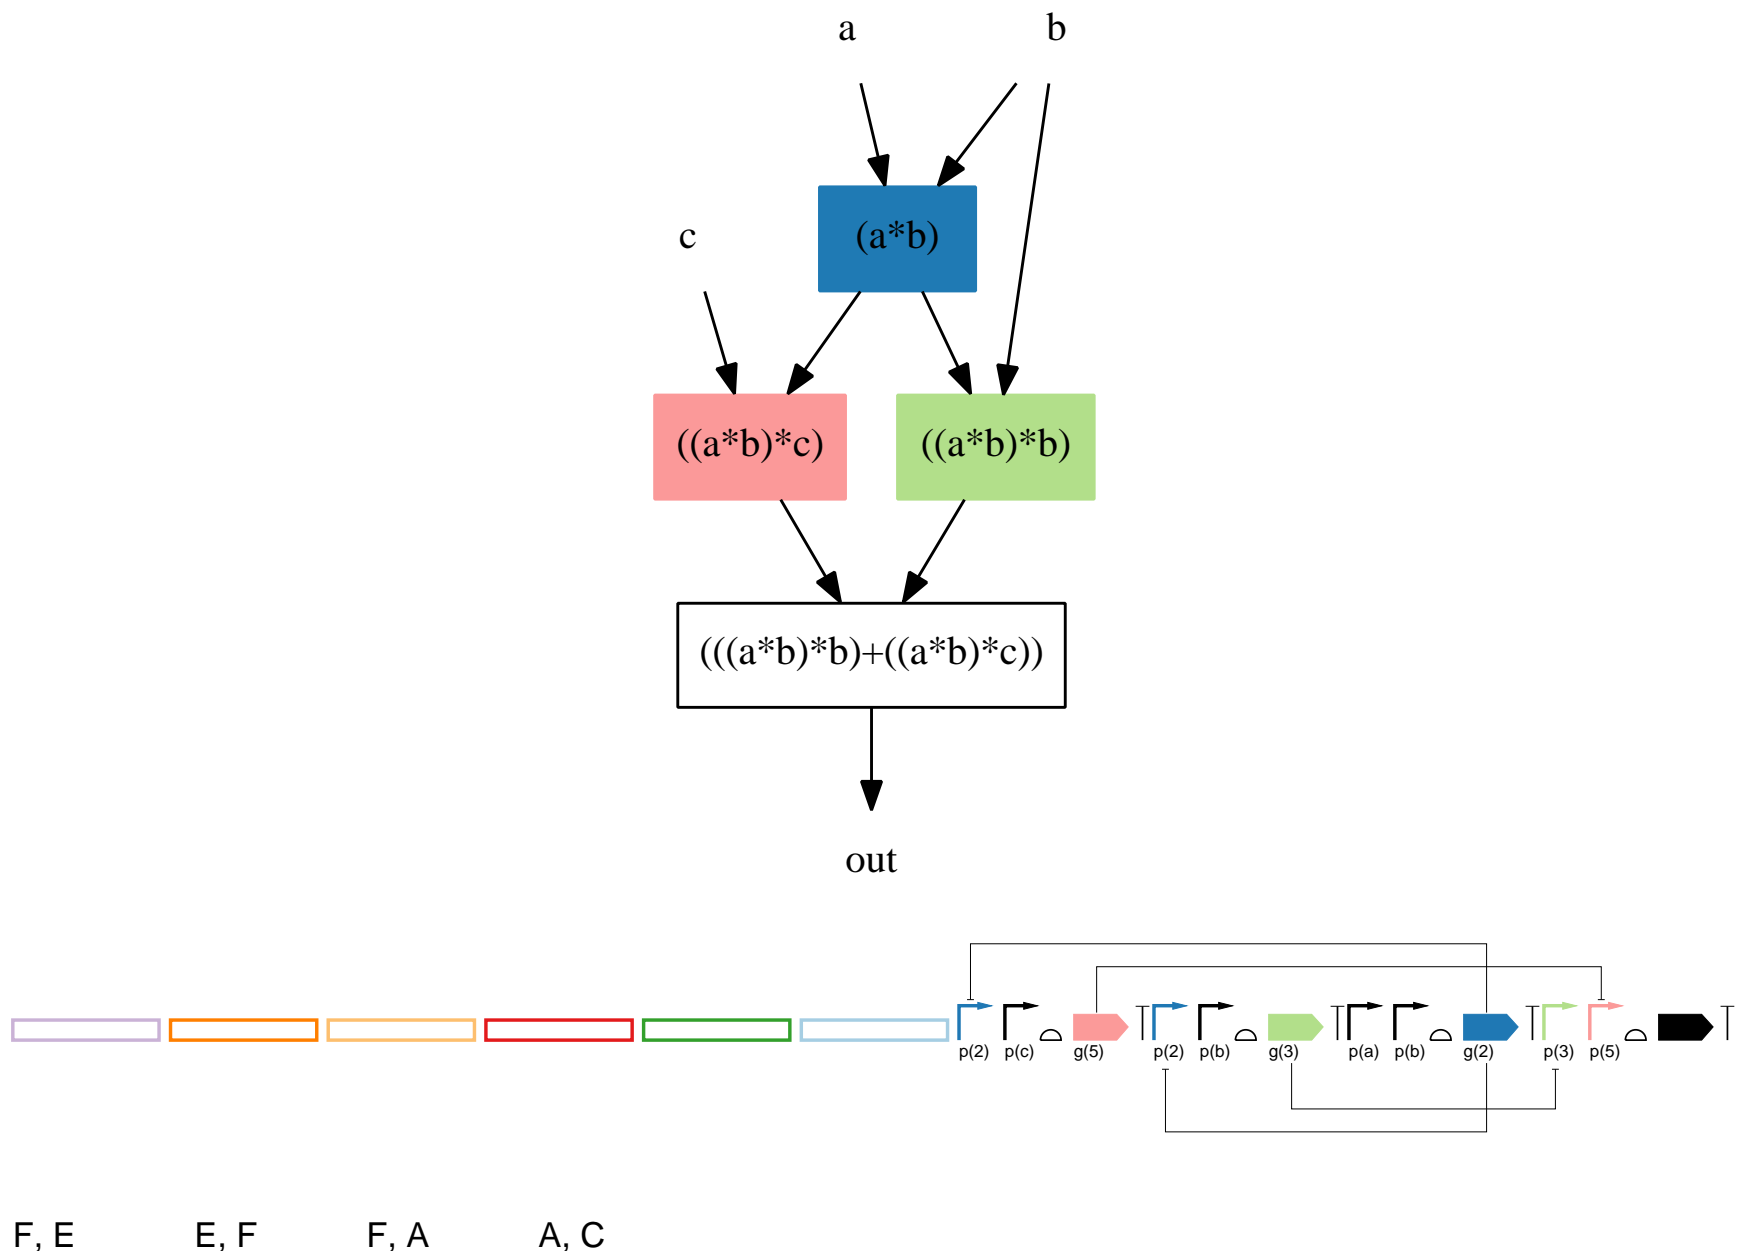 a b
(a*b)
c
((a*b)*c) ((a*b)*b)
(((a*b)*b)+((a*b)*c))
out
p(2) p(c) g(5) p(2) p(b) g(3) p(a) p(b) g(2) p(3) p(5)
F, E E, F F, A A, C